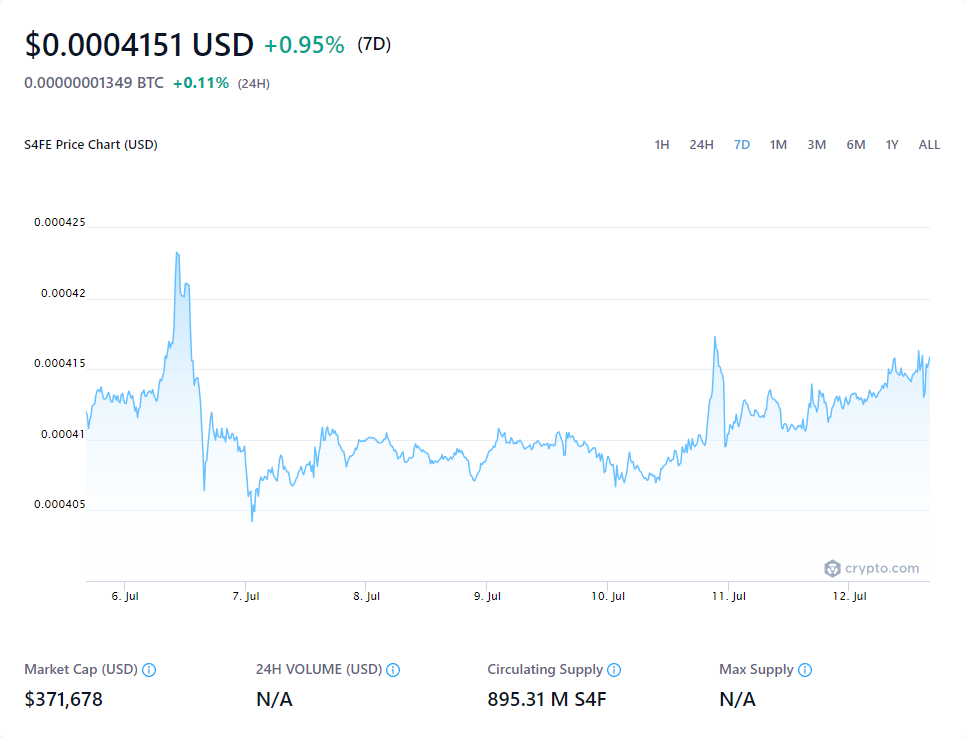 $0.0004151 USD +0.95% (7D)
0.00000001349 BTC +0.11% (24H)
S4FE Price Chart (USD) 1H 24H 7D 1M 3M 6M 1Y ALL
0.000425
0.00042
0.000415
0.00041
0.000405
crypto.com
6. Jul 7. Jul 8. Jul 9. Jul 10. Jul 11. Jul 12. Jul
Market Cap (USD) 24H VOLUME (USD) Circulating Supply Max Supply
$371,678 N/A 895.31 M S4F N/A